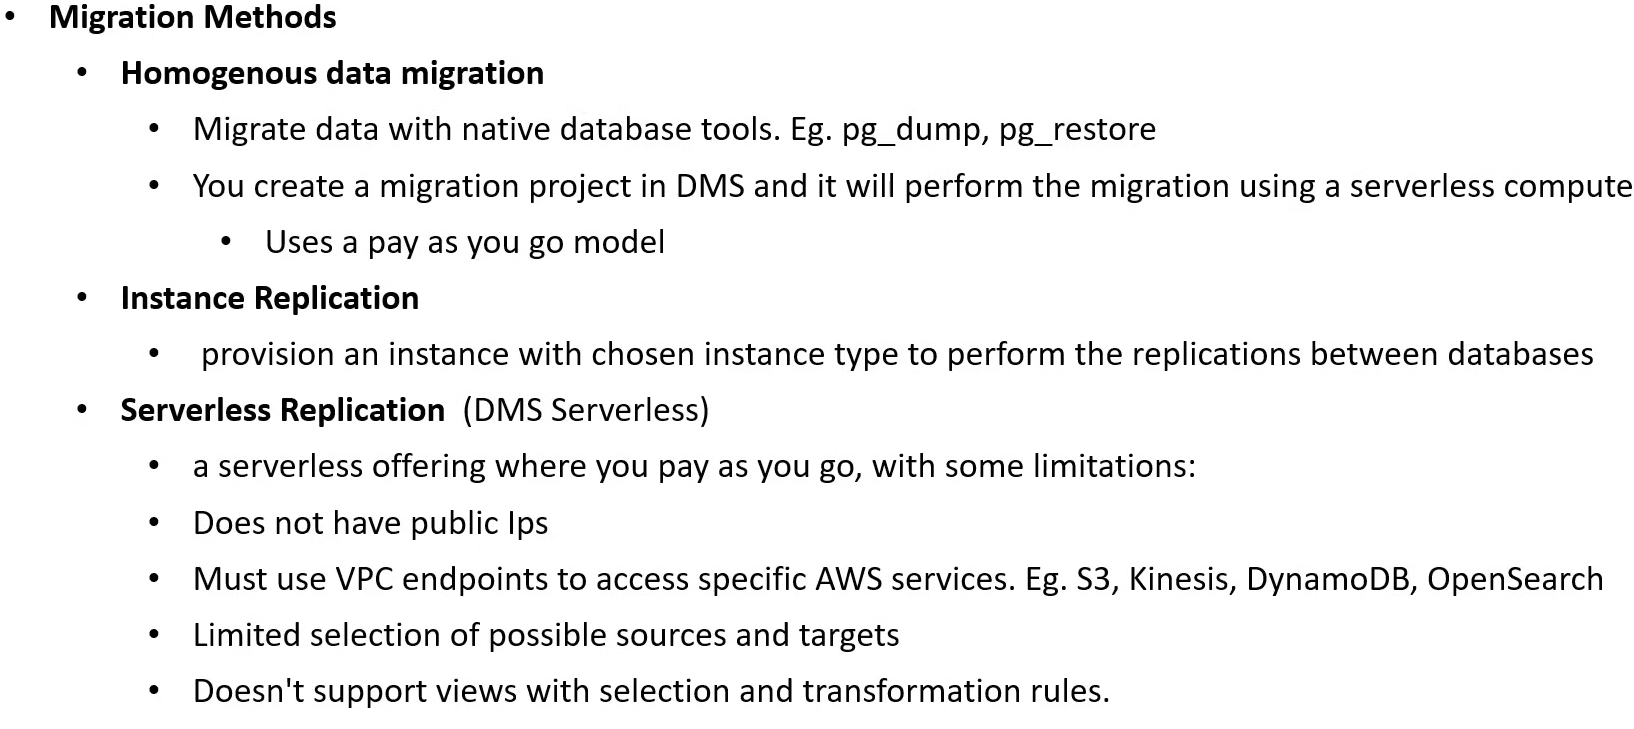 • Migration Methods
• Homogenous data migration
• Migrate data with native database tools. Eg. pg_dump, pg_restore
• You create a migration project in DMS and it will perform the migration using a serverless compute
• Uses a pay as you go model
• Instance Replication
• provision an instance with chosen instance type to perform the replications between databases
• Serverless Replication (DMS Serverless)
• a serverless offering where you pay as you go, with some limitations:
• Does not have public Ips
• Must use VPC endpoints to access specific AWS services. Eg. S3, Kinesis, DynamoDB, OpenSearch
• Limited selection of possible sources and targets
• Doesn't support views with selection and transformation rules.